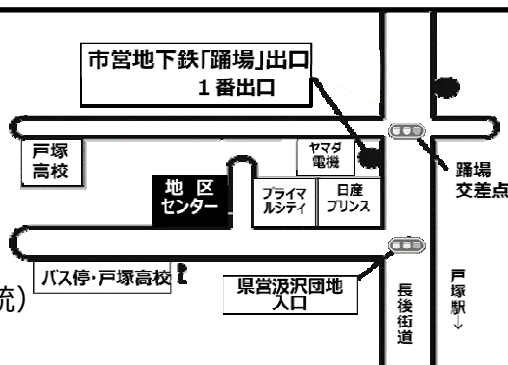 市営地下鉄「踊場」出口
１番出口
戸塚
高校
ヤマダ
電機
踊場
交差点
地　区
センター
プライマ
ルシティ
日産
プリンス
バス停・戸塚高校
県営汲沢団地
入口
長後街道
戸塚駅→
流）